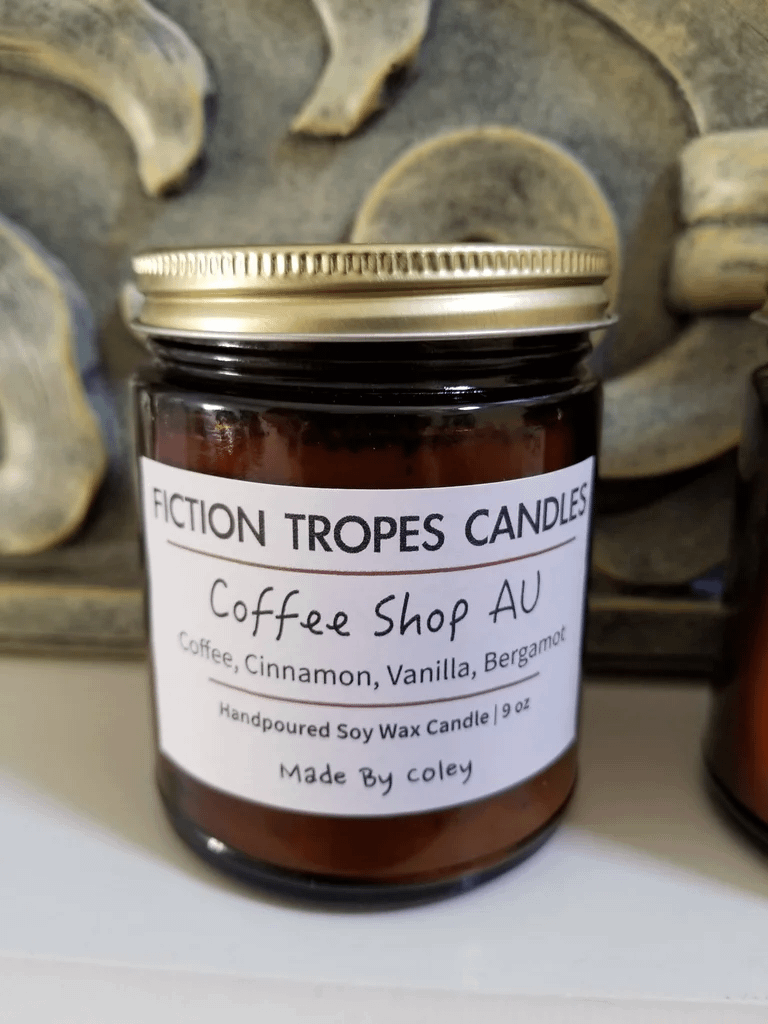 FICTION TROPES CANDLES
Coffee Shop AU
Coffee, Cinnamon, Vanilla, Bergamot
Handpoured Soy Wax Candle | 9 oz
Made By Coley